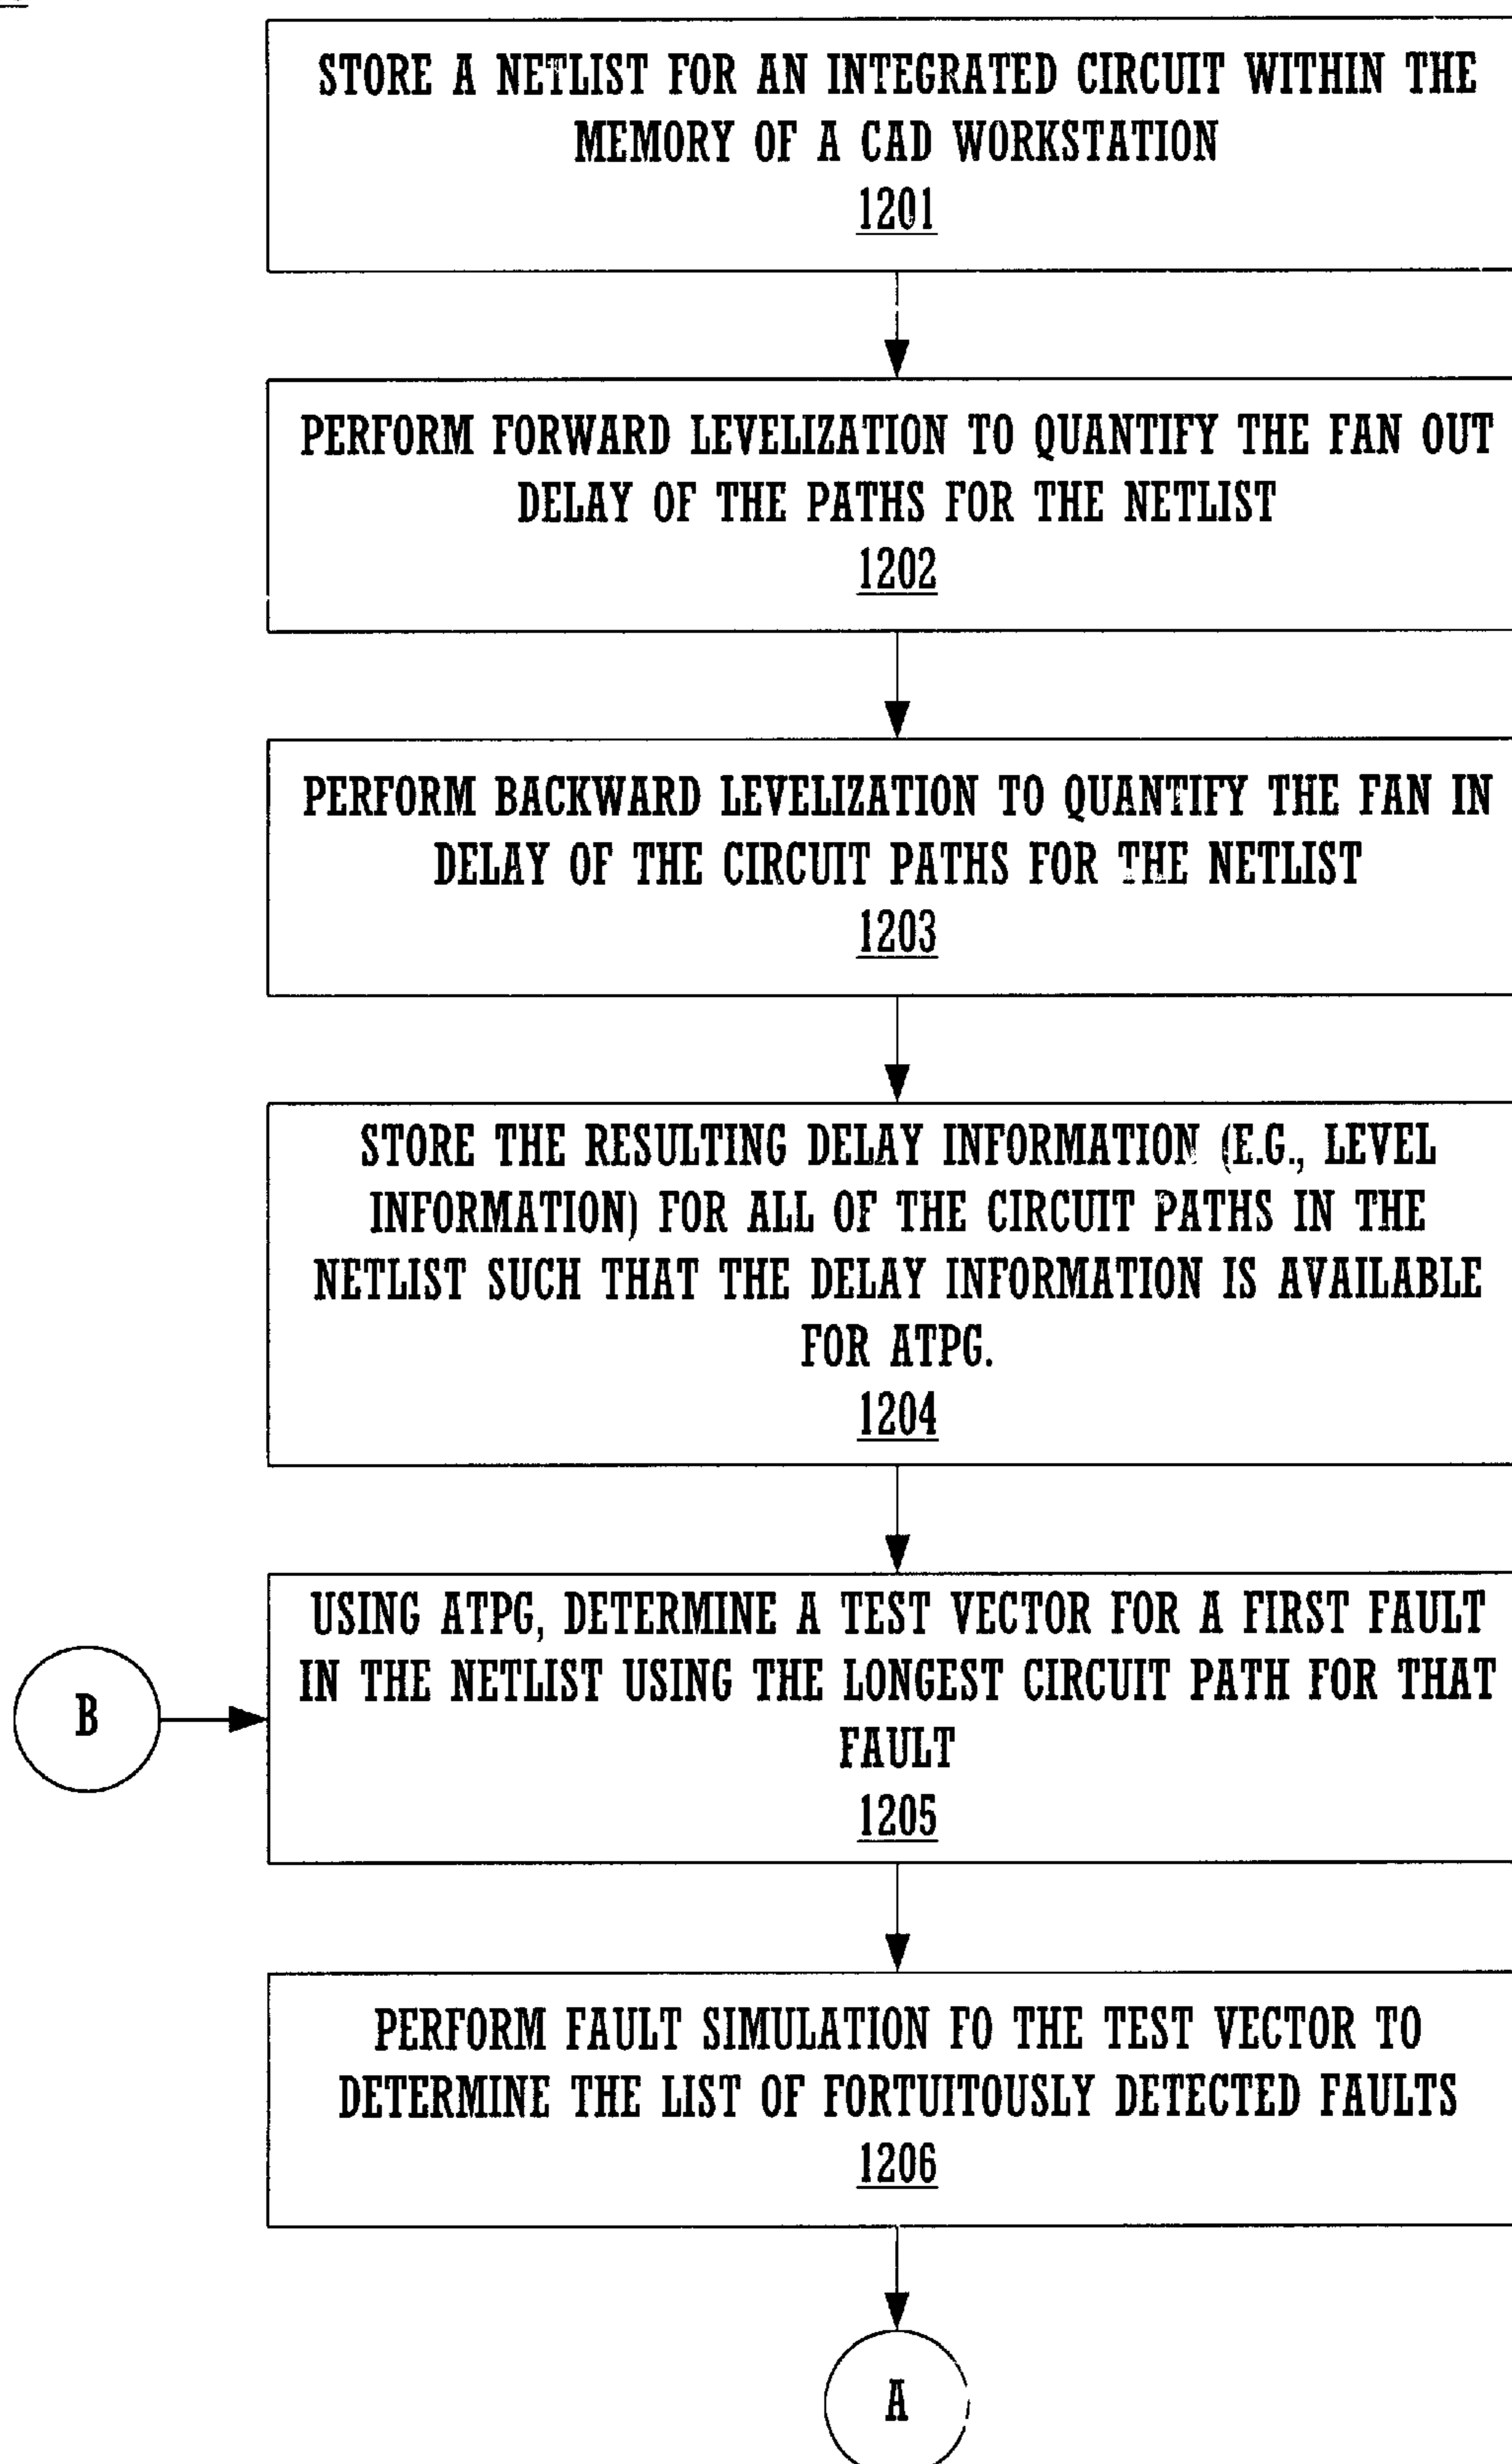 STORE A NETLIST FOR AN INTEGRATED CIRCUIT WITHIN THE
MEMORY OF A CAD WORKSTATION
1201
PERFORM FORWARD LEVELIZATION TO QUANTIFY THE FAN OUT
DELAY OF THE PATHS FOR THE NETLIST
1202
PERFORM BACKWARD LEVELIZATION TO QUANTIFY THE FAN IN
DELAY OF THE CIRCUIT PATHS FOR THE NETLIST
1203
STORE THE RESULTING DELAY INFORMATION (E.G., LEVEL
INFORMATION) FOR ALL OF THE CIRCUIT PATHS IN THE
NETLIST SUCH THAT THE DELAY INFORMATION IS AVAILABLE
FOR ATPG.
1204
USING ATPG, DETERMINE A TEST VECTOR FOR A FIRST FAULT
IN THE NETLIST USING THE LONGEST CIRCUIT PATH FOR THAT
FAULT
1205
B
PERFORM FAULT SIMULATION FO THE TEST VECTOR TO
DETERMINE THE LIST OF FORTUITOUSLY DETECTED FAULTS
1206
A